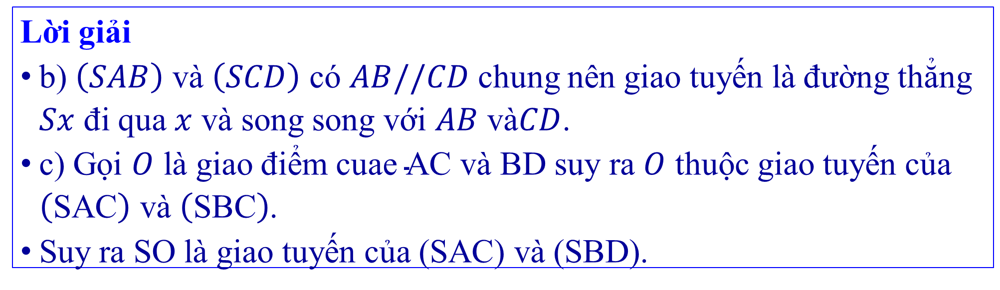 Lời giải
• b) (SAB) và (SCD) có AB//CD chung nên giao tuyến là đường thẳng
Sx đi qua x và song song với AB vàCD.
• c) Gọi O là giao điểm cuae -AC và BD suy ra O thuộc giao tuyến của
(SAC) và (SBC).
• Suy ra SO là giao tuyến của (SAC) và (SBD).